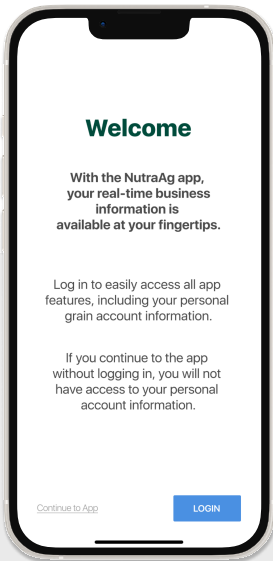 Welcome
With the NutraAg app,
your real-time business
information is
available at your fingertips.
Log in to easily access all app
features, including your personal
grain account information.
If you continue to the app
without logging in, you will not
have access to your personal
account information.
Continue to App
LOGIN